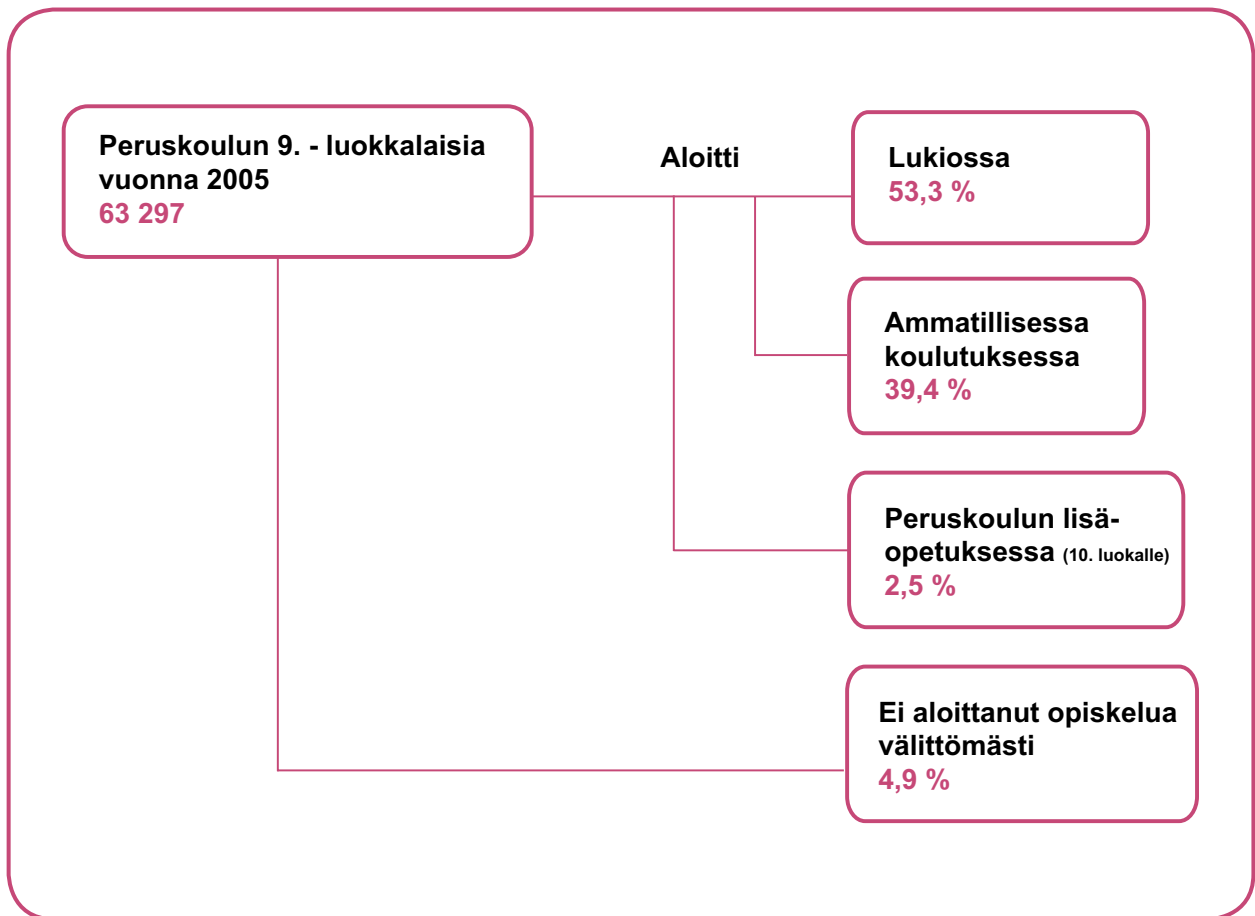 Peruskoulun 9. - luokkalaisia
vuonna 2005
63 297
Aloitti
Lukiossa
53,3 %
Ammatillisessa
koulutuksessa
39,4 %
Peruskoulun lisä-
opetuksessa (10. luokalle)
2,5 %
Ei aloittanut opiskelua
välittömästi
4,9 %